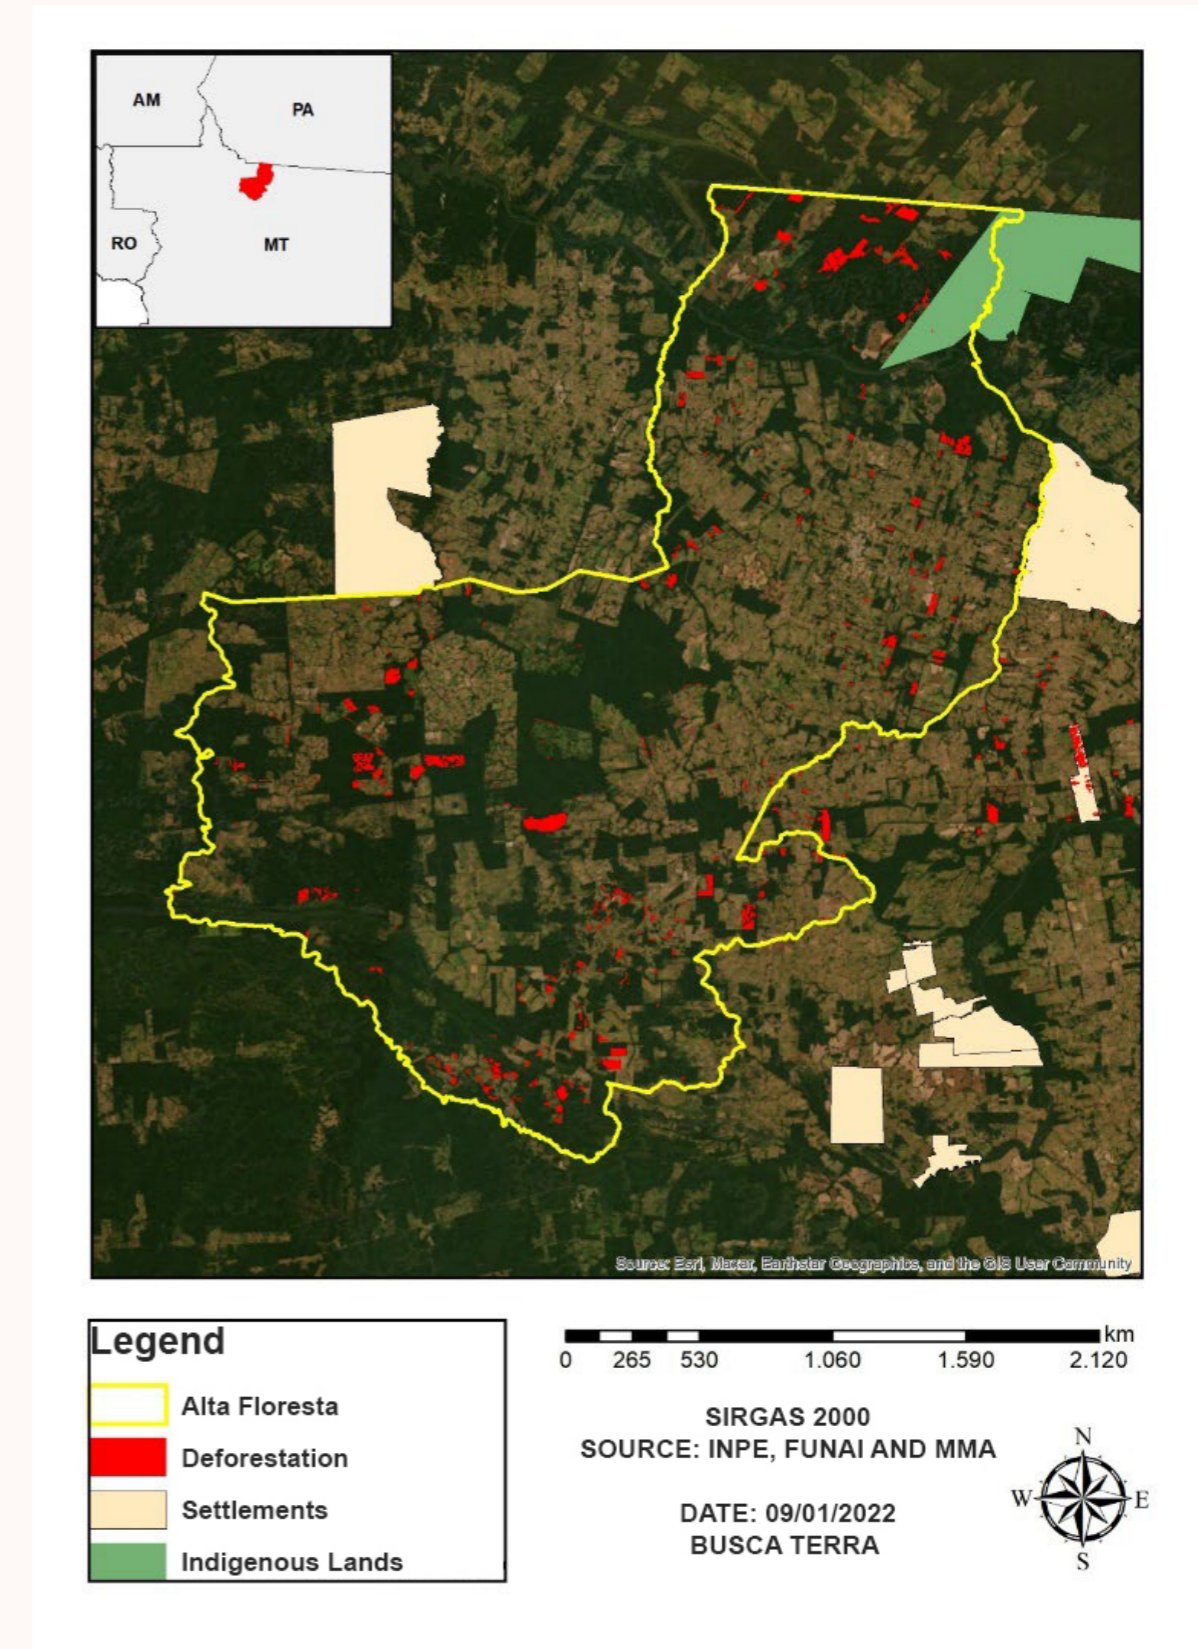 AM
PA
RO
MT
Source: Esri, Maxar, Earthstar Geographics, and the GIS User Community
Legend
Alta Floresta
Deforestation
Settlements
Indigenous Lands
km
0 265 530 1.060 1.590 2.120
SIRGAS 2000
SOURCE: INPE, FUNAI AND MMA
DATE: 09/01/2022
BUSCA TERRA
N
W E
S